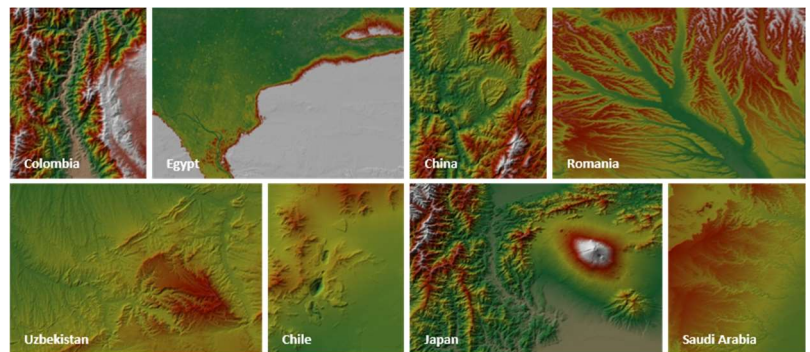 Colombia
Egypt
China
Romania
Uzbekistan
Chile
Japan
Saudi Arabia